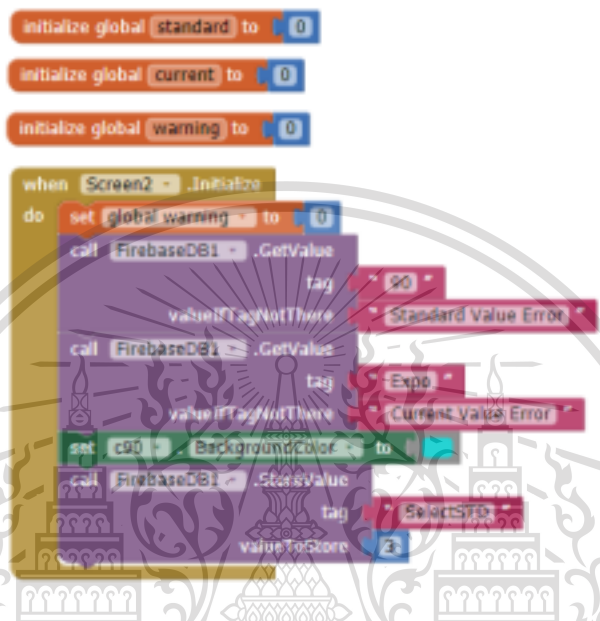 initialize global standard to 0
initialize global current to 0
initialize global warning to 0
when Screen2 .Initialize
do set global warning to 0
call FirebaseDB1 .GetValue
tag " 90 "
valueIfTagNotThere " Standard Value Error "
call FirebaseDB1 .GetValue
tag " Expo "
valueIfTagNotThere " Current Value Error "
set c90 . BackgroundColor to
call FirebaseDB1 .StoreValue
tag " SelectSTD "
valueToStore 3